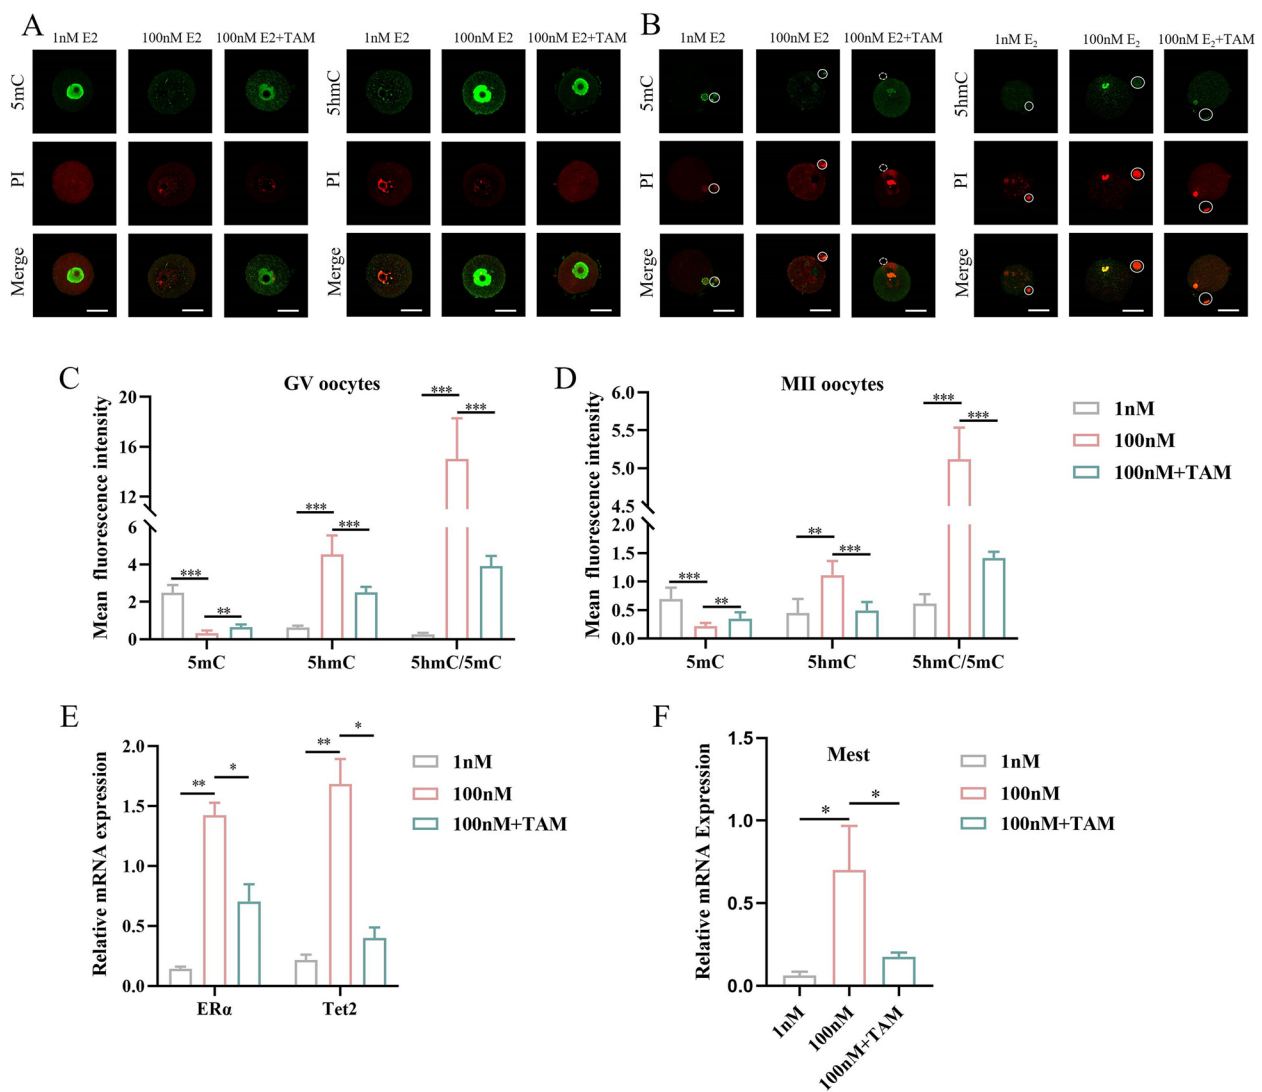 A
1nM E2
100nM E2
100nM E2+TAM
1nM E2
100nM E2
100nM E2+TAM
5mC
PI
Merge
5hmC
PI
Merge
B
1nM E2
100nM E2
100nM E2+TAM
1nM E₂
100nM E₂
100nM E₂+TAM
5mC
PI
Merge
5hmC
PI
Merge
C
GV oocytes
Mean fluorescence intensity
20
16
12
6
4
2
0
***
**
***
***
***
***
5mC
5hmC
5hmC/5mC
D
MII oocytes
Mean fluorescence intensity
6.0
5.5
5.0
4.5
2.0
1.5
1.0
0.5
0.0
***
**
**
***
***
***
5mC
5hmC
5hmC/5mC
1nM
100nM
100nM+TAM
E
Relative mRNA expression
2.0
1.5
1.0
0.5
0.0
**
*
**
*
ERα
Tet2
1nM
100nM
100nM+TAM
F
Mest
Relative mRNA Expression
1.5
1.0
0.5
0.0
*
*
1nM
100nM
100nM+TAM
1nM
100nM
100nM+TAM